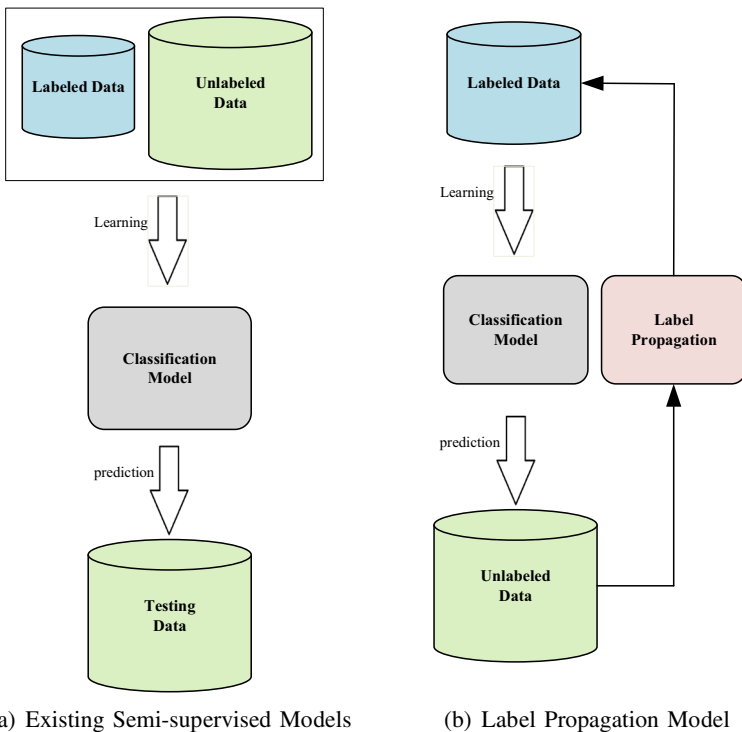 Labeled Data
Unlabeled
Data
Learning
Classification
Model
prediction
Testing
Data
a) Existing Semi-supervised Models
Labeled Data
Learning
Classification
Model
Label
Propagation
prediction
Unlabeled
Data
(b) Label Propagation Model